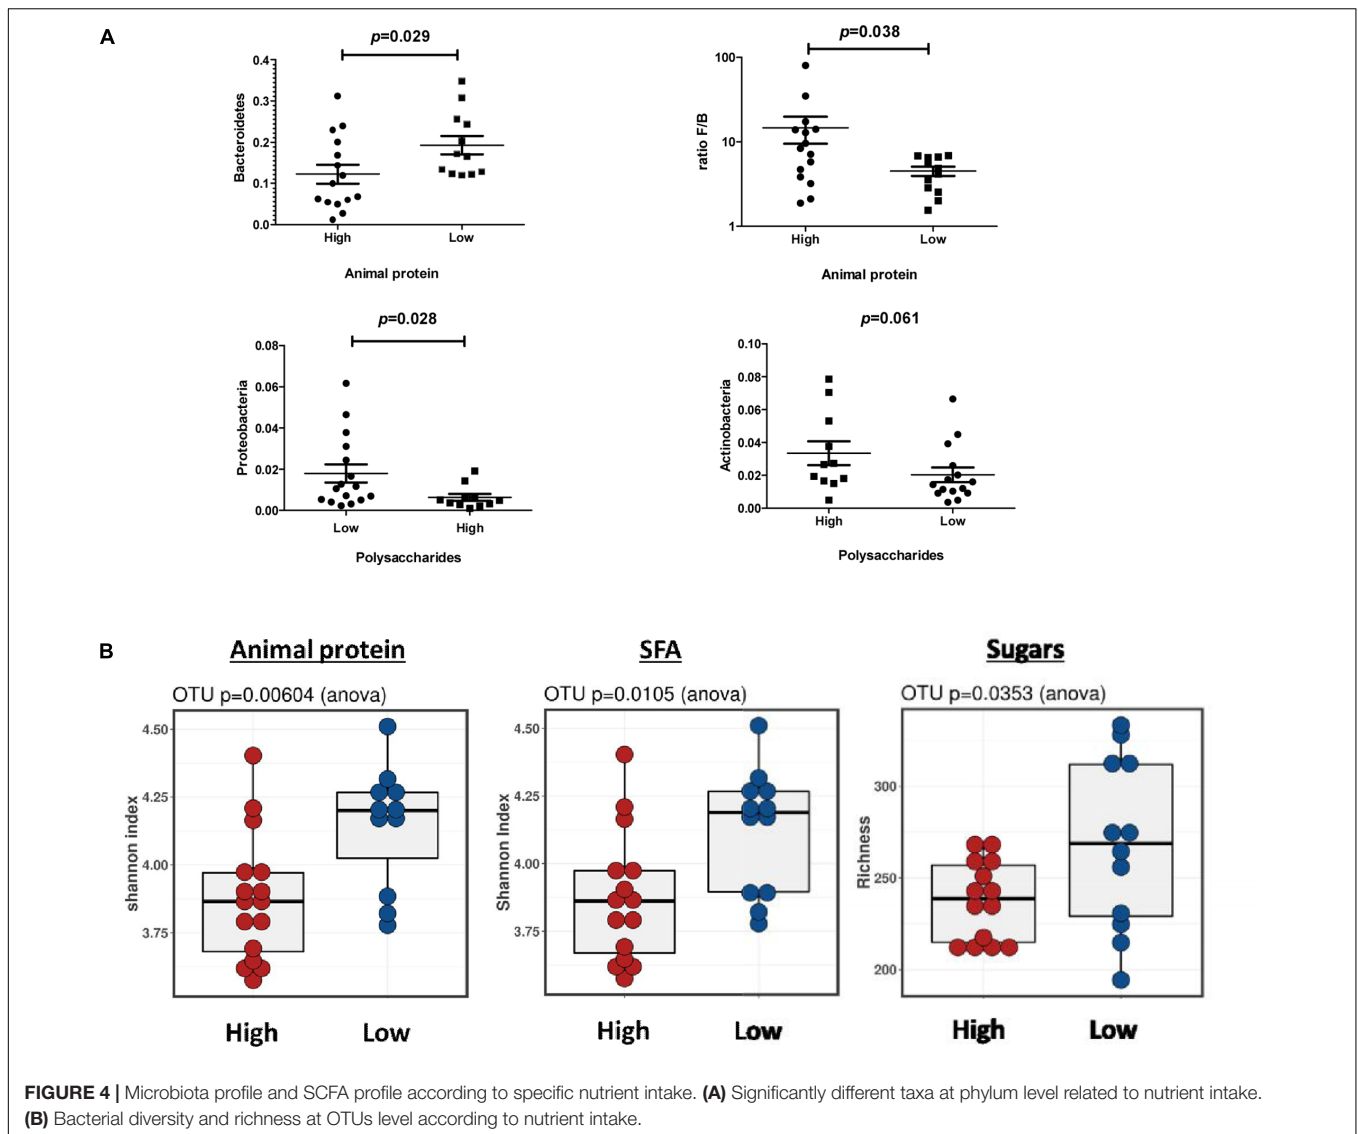 A
p=0.029
0.4
0.3
0.2
0.1
0.0
Bacteroidetes
High
Low
Animal protein
p=0.038
100
10
1
ratio F/B
High
Low
Animal protein
p=0.028
0.08
0.06
0.04
0.02
0.00
Proteobacteria
Low
High
Polysaccharides
p=0.061
0.10
0.08
0.06
0.04
0.02
0.00
Actinobacteria
High
Low
Polysaccharides
B
Animal protein
OTU p=0.00604 (anova)
4.50
4.25
4.00
3.75
shannon index
High
Low
SFA
OTU p=0.0105 (anova)
4.50
4.25
4.00
3.75
Shannon Index
High
Low
Sugars
OTU p=0.0353 (anova)
300
250
200
Richness
High
Low
FIGURE 4 | Microbiota profile and SCFA profile according to specific nutrient intake. (A) Significantly different taxa at phylum level related to nutrient intake.
(B) Bacterial diversity and richness at OTUs level according to nutrient intake.